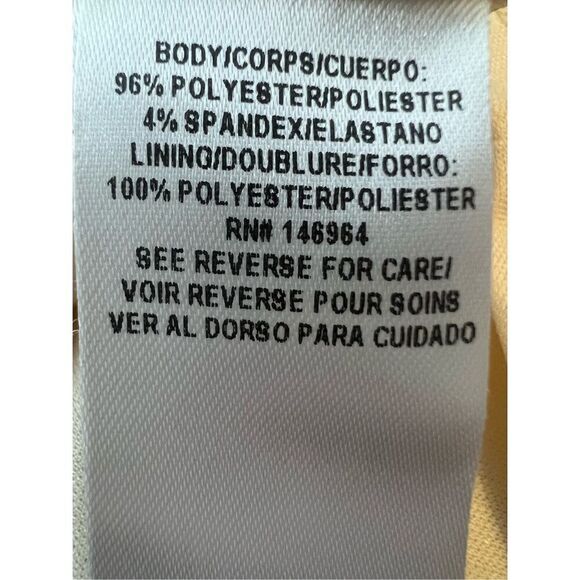 BODY/CORPS/CUERPO:
96% POLYESTER/POLIESTER
4% SPANDEX/ELASTANO
LINING/DOUBLURE/FORRO:
100% POLYESTER/POLIESTER
RN# 146964
SEE REVERSE FOR CARE/
VOIR REVERSE POUR SOINS
VER AL DORSO PARA CUIDADO